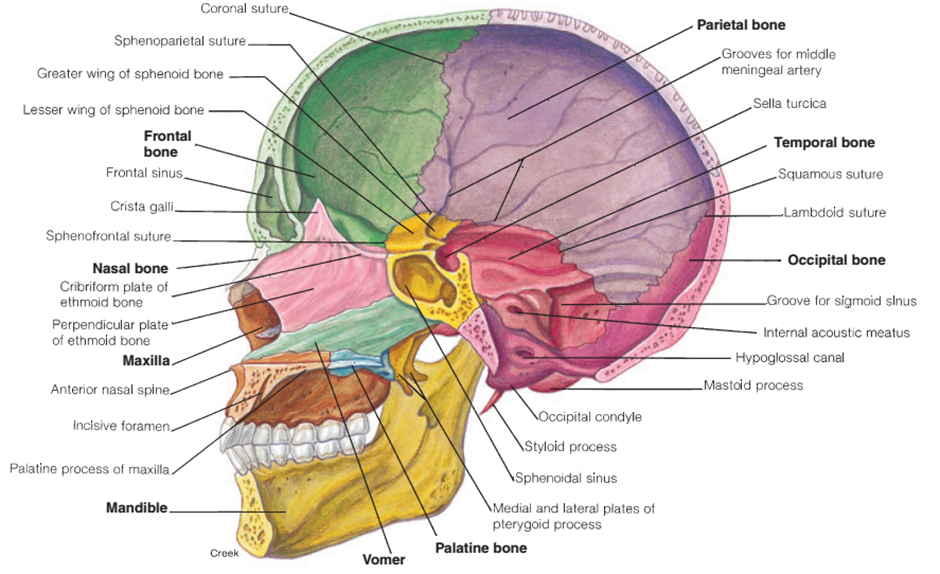 Coronal suture
Sphenoparietal suture
Greater wing of sphenoid bone
Lesser wing of sphenoid bone
Frontal
bone
Frontal sinus
Crista galli
Sphenofrontal suture
Nasal bone
Cribriform plate of
ethmoid bone
Perpendicular plate
of ethmoid bone
Maxilla
Anterior nasal spine
Incisive foramen
Palatine process of maxilla
Mandible
Creek
Vomer
Palatine bone
Parietal bone
Grooves for middle
meningeal artery
Sella turcica
Temporal bone
Squamous suture
Lambdoid suture
Occipital bone
Groove for sigmoid sinus
Internal acoustic meatus
Hypoglossal canal
Mastoid process
Occipital condyle
Styloid process
Sphenoidal sinus
Medial and lateral plates of
pterygoid process